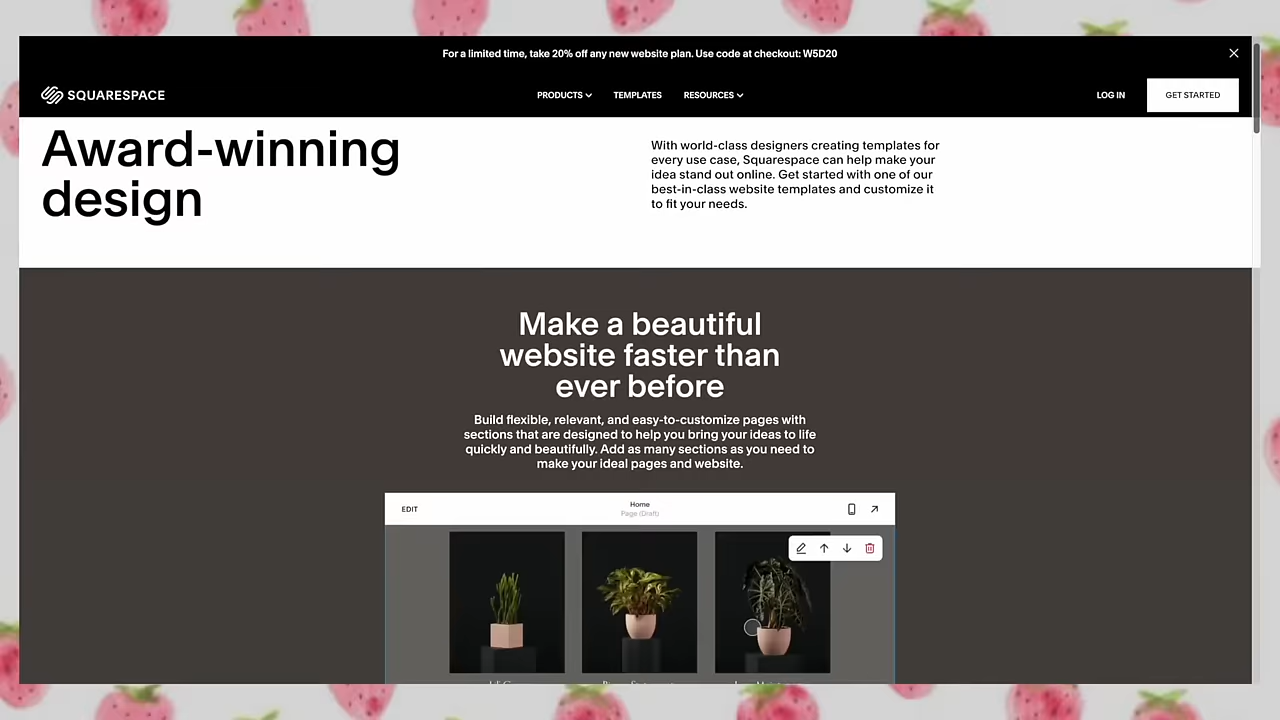 For a limited time, take 20% off any new website plan. Use code at checkout: W5D20
SQUARESPACE
PRODUCTS
TEMPLATES
RESOURCES
LOG IN
GET STARTED
Award-winning
design
With world-class designers creating templates for
every use case, Squarespace can help make your
idea stand out online. Get started with one of our
best-in-class website templates and customize it
to fit your needs.
Make a beautiful
website faster than
ever before
Build flexible, relevant, and easy-to-customize pages with
sections that are designed to help you bring your ideas to life
quickly and beautifully. Add as many sections as you need to
make your ideal pages and website.
EDIT
Home
Page (Draft)